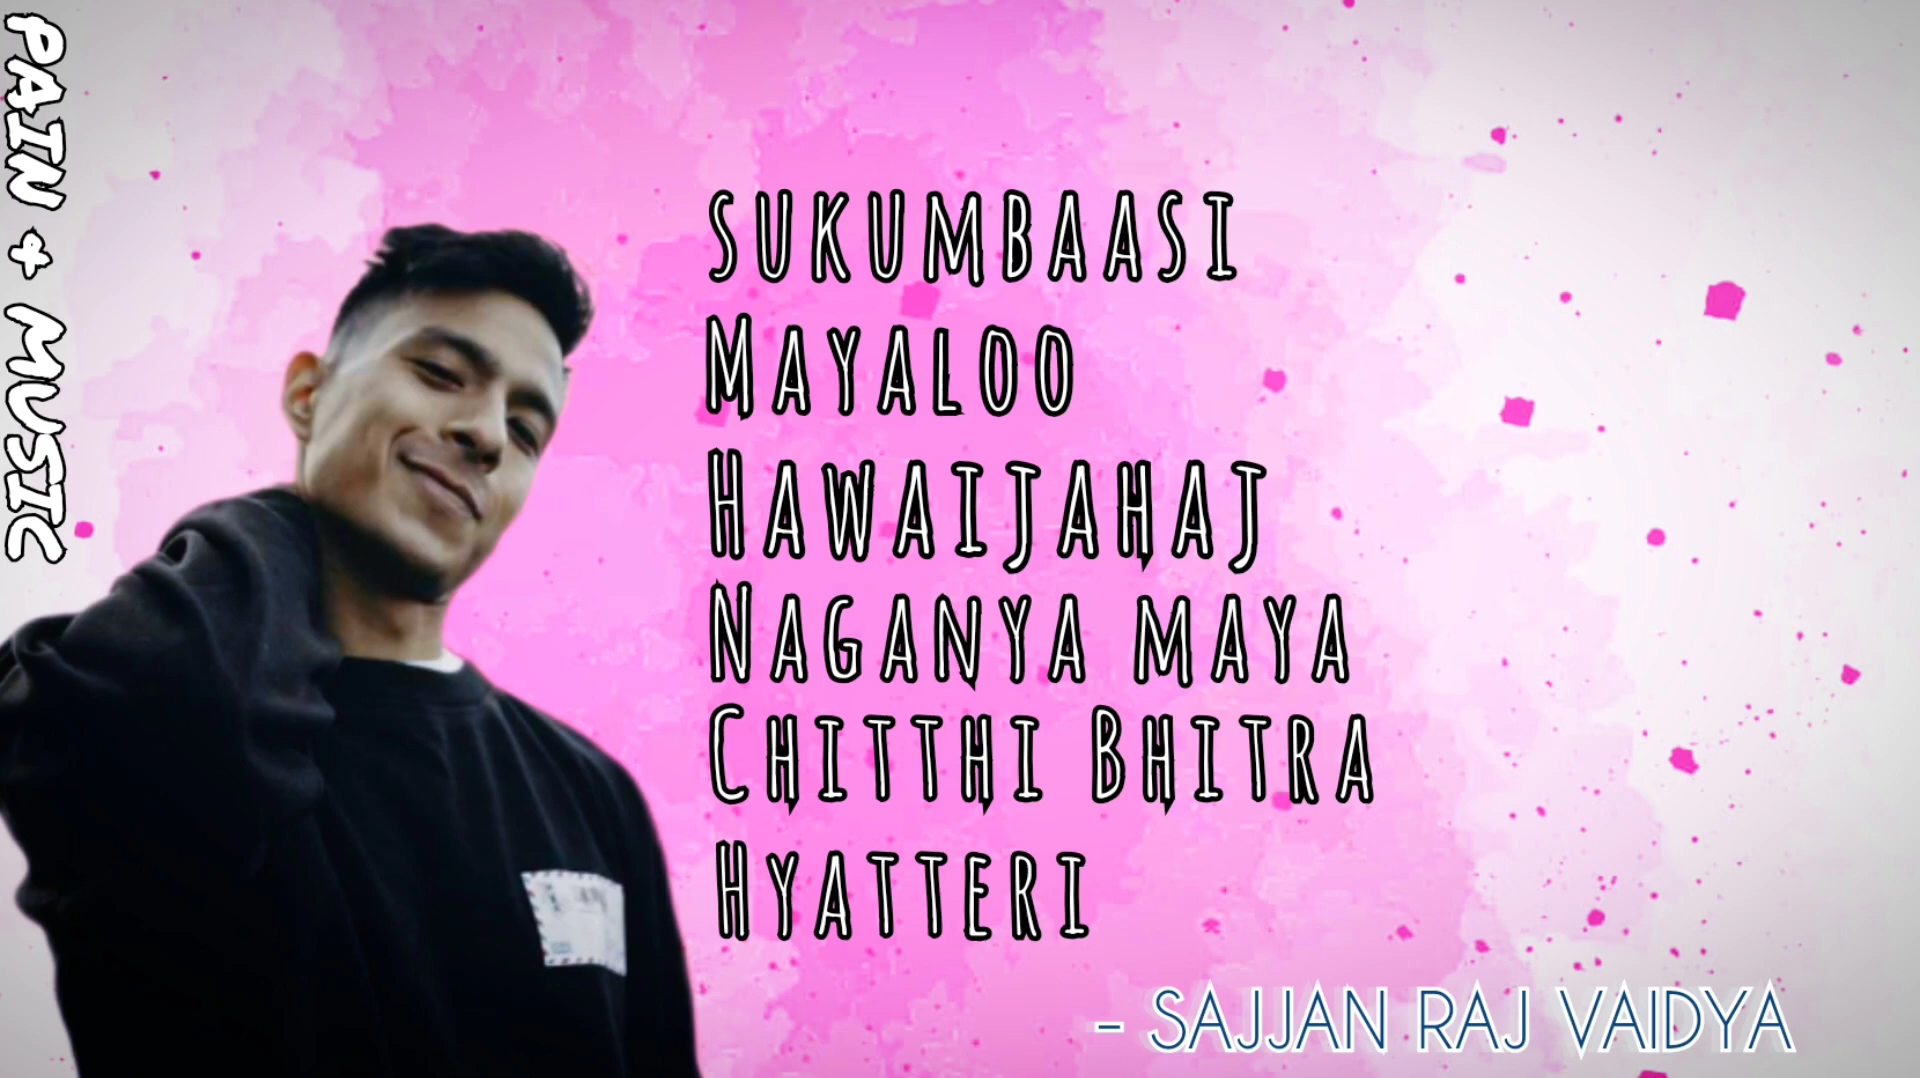 PAIN + MUSIC
SUKUMBAASI
MAYALOO
HAWAIJAHAJ
NAGANYA MAYA
CHITTHI BHITRA
HYATTERI
- SAJJAN RAJ VAIDYA